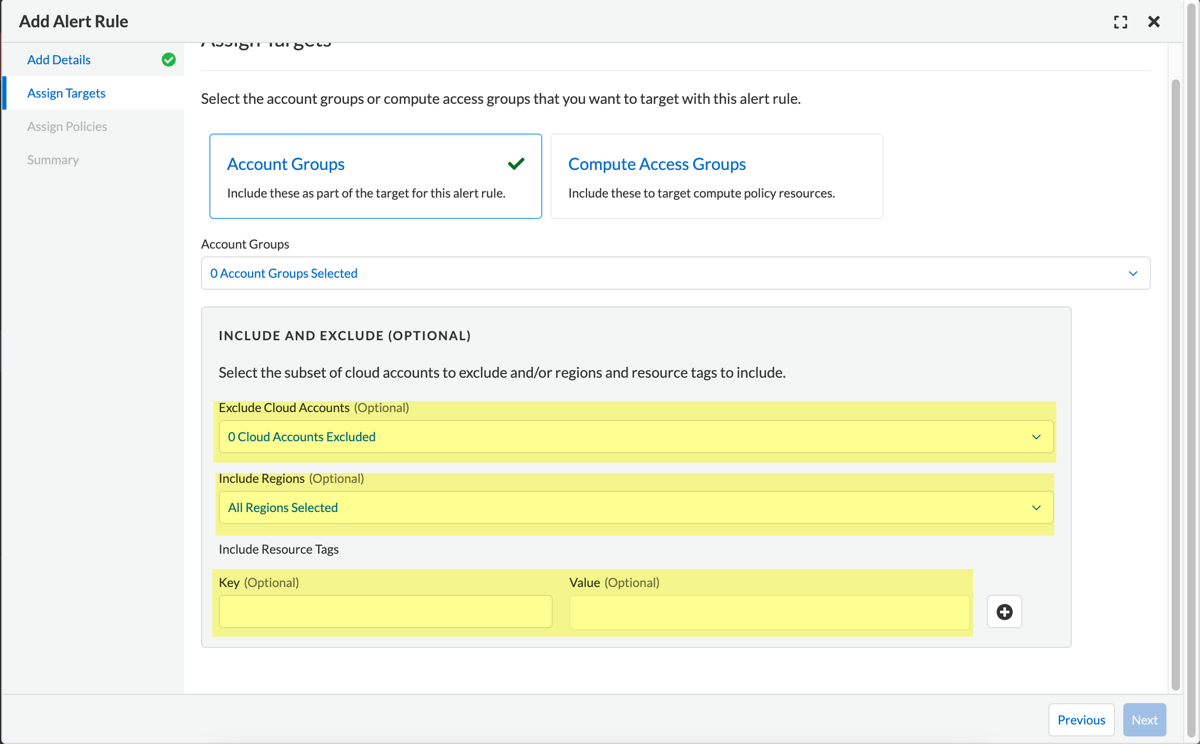 Add Alert Rule
Add Details
Assign Targets
Assign Policies
Summary
Assign Targets
Select the account groups or compute access groups that you want to target with this alert rule.
Account Groups
Include these as part of the target for this alert rule.
Compute Access Groups
Include these to target compute policy resources.
Account Groups
0 Account Groups Selected
INCLUDE AND EXCLUDE (OPTIONAL)
Select the subset of cloud accounts to exclude and/or regions and resource tags to include.
Exclude Cloud Accounts (Optional)
0 Cloud Accounts Excluded
Include Regions (Optional)
All Regions Selected
Include Resource Tags
Key (Optional)
Value (Optional)
Previous
Next